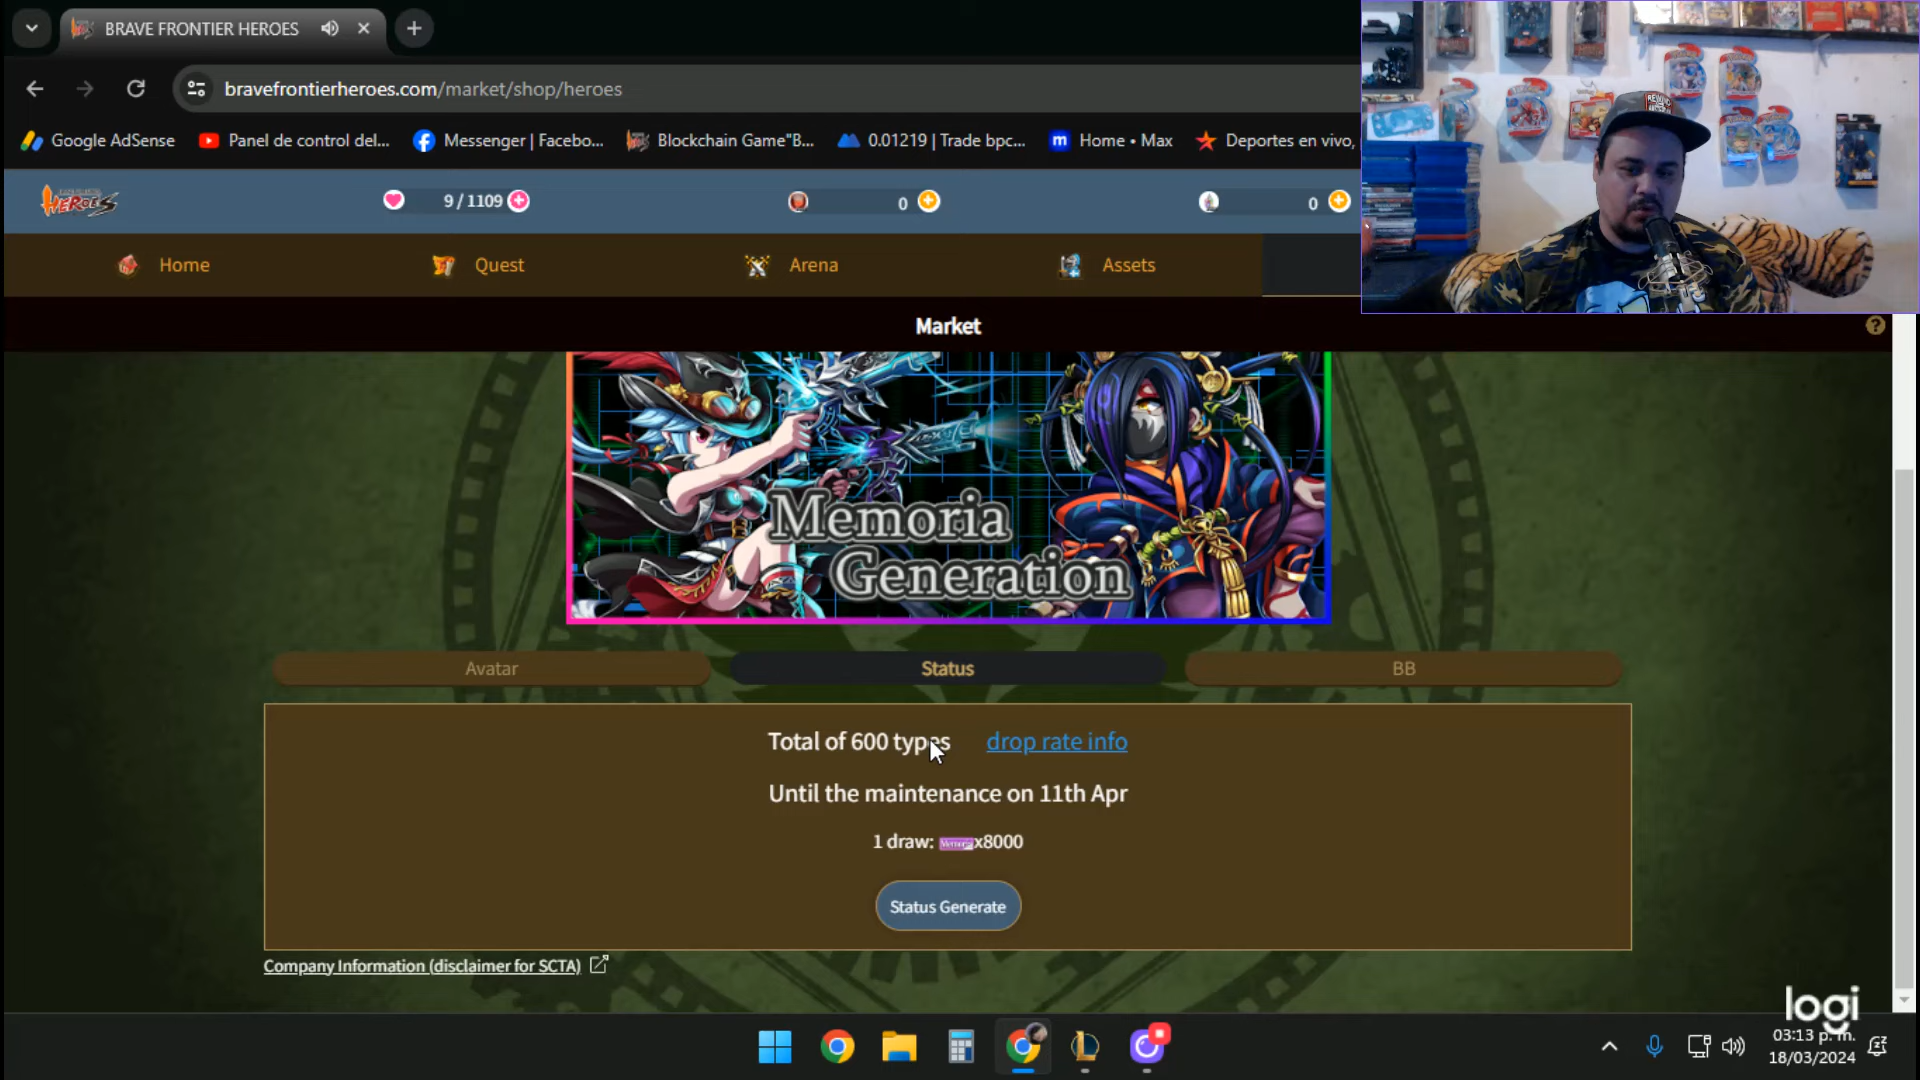 BRAVE FRONTIER HEROES
bravefrontierheroes.com/market/shop/heroes
Google AdSense
Panel de control del...
Messenger | Facebo...
Blockchain Game"B...
0.01219 | Trade bpc...
Home • Max
Deportes en vivo,
HEROES
9 / 1109
0
0
Home
Quest
Arena
Assets
Market
Memoria
Generation
Avatar
Status
BB
Total of 600 types
drop rate info
Until the maintenance on 11th Apr
1 draw: Memoria x8000
Status Generate
Company Information (disclaimer for SCTA)
logi
03:13 p. m.
18/03/2024